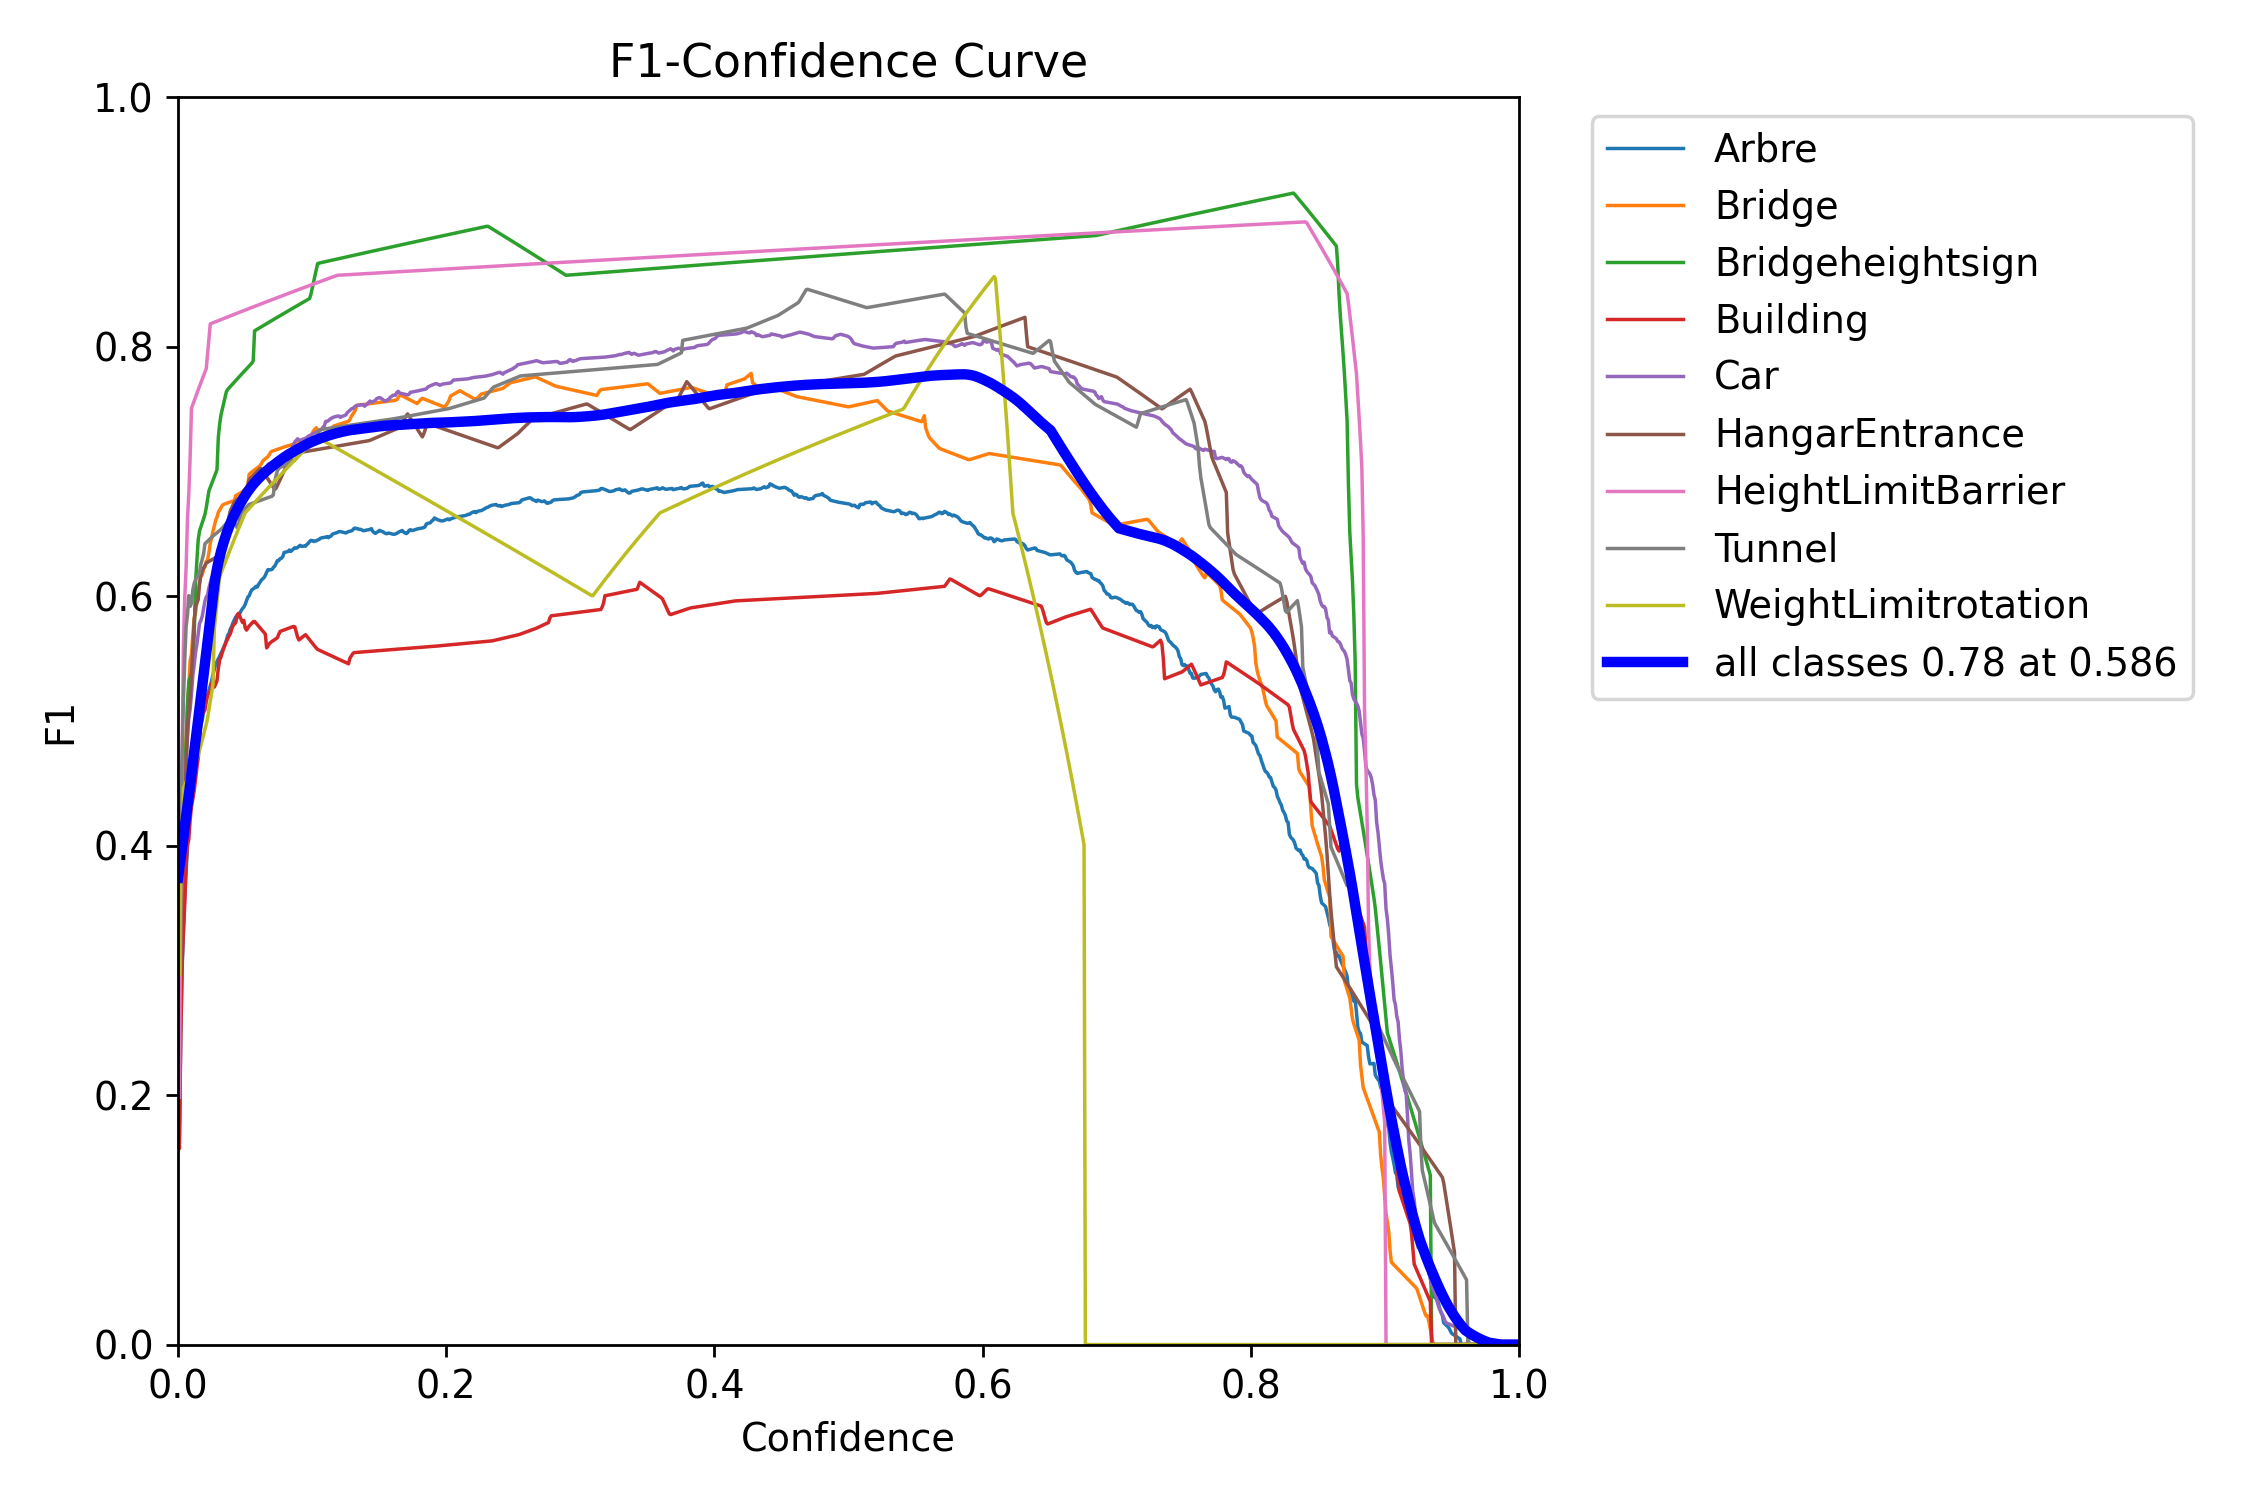 F1-Confidence Curve
1.0
0.8
0.6
0.4
0.2
0.0
F1
0.0 0.2 0.4 0.6 0.8 1.0
Confidence
Arbre
Bridge
Bridgeheightsign
Building
Car
HangarEntrance
HeightLimitBarrier
Tunnel
WeightLimitrotation
all classes 0.78 at 0.586